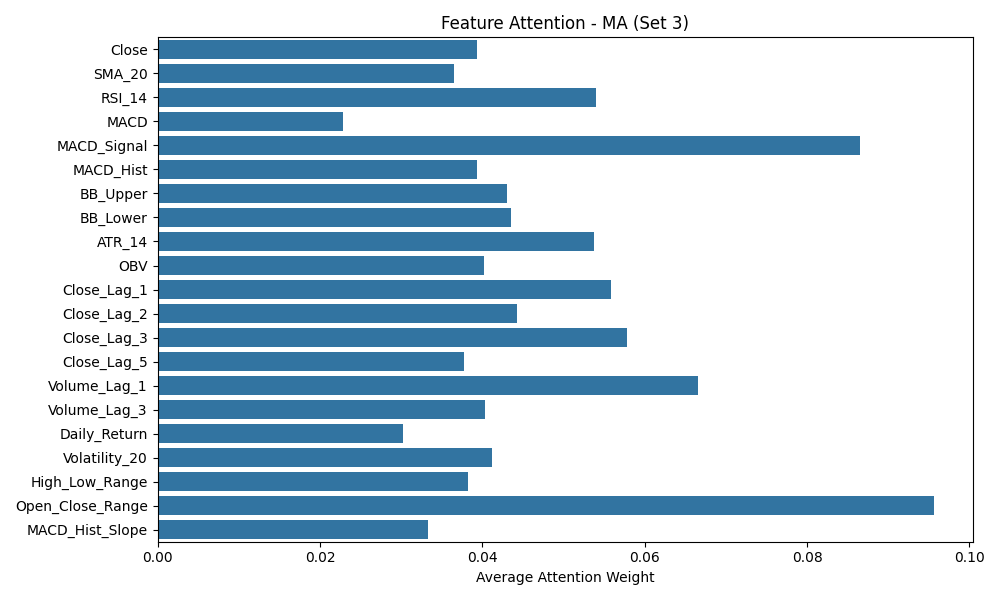 Feature Attention - MA (Set 3)
Close
SMA_20
RSI_14
MACD
MACD_Signal
MACD_Hist
BB_Upper
BB_Lower
ATR_14
OBV
Close_Lag_1
Close_Lag_2
Close_Lag_3
Close_Lag_5
Volume_Lag_1
Volume_Lag_3
Daily_Return
Volatility_20
High_Low_Range
Open_Close_Range
MACD_Hist_Slope
0.00 0.02 0.04 0.06 0.08 0.10
Average Attention Weight